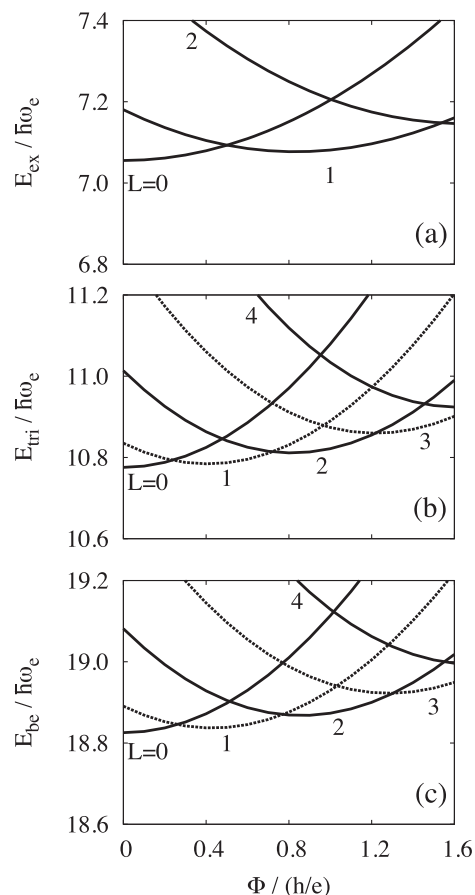 7.4
2
7.2
E_ex / ħω_e
7.0
L=0
1
6.8
(a)
11.2
4
11.0
E_tri / ħω_e
10.8
L=0
1
2
3
10.6
(b)
19.2
4
19.0
E_be / ħω_e
18.8
L=0
1
2
3
18.6
(c)
0 0.4 0.8 1.2 1.6
Φ / (h/e)